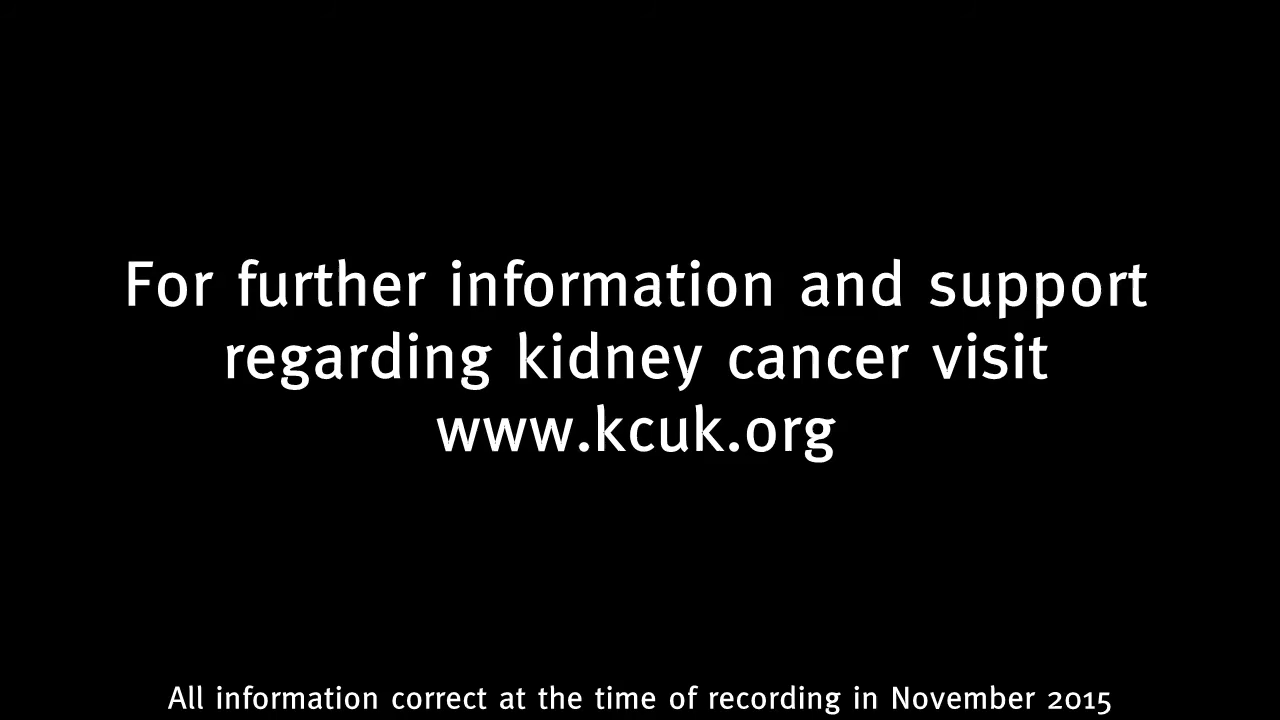 For further information and support
regarding kidney cancer visit
www.kcuk.org
All information correct at the time of recording in November 2015